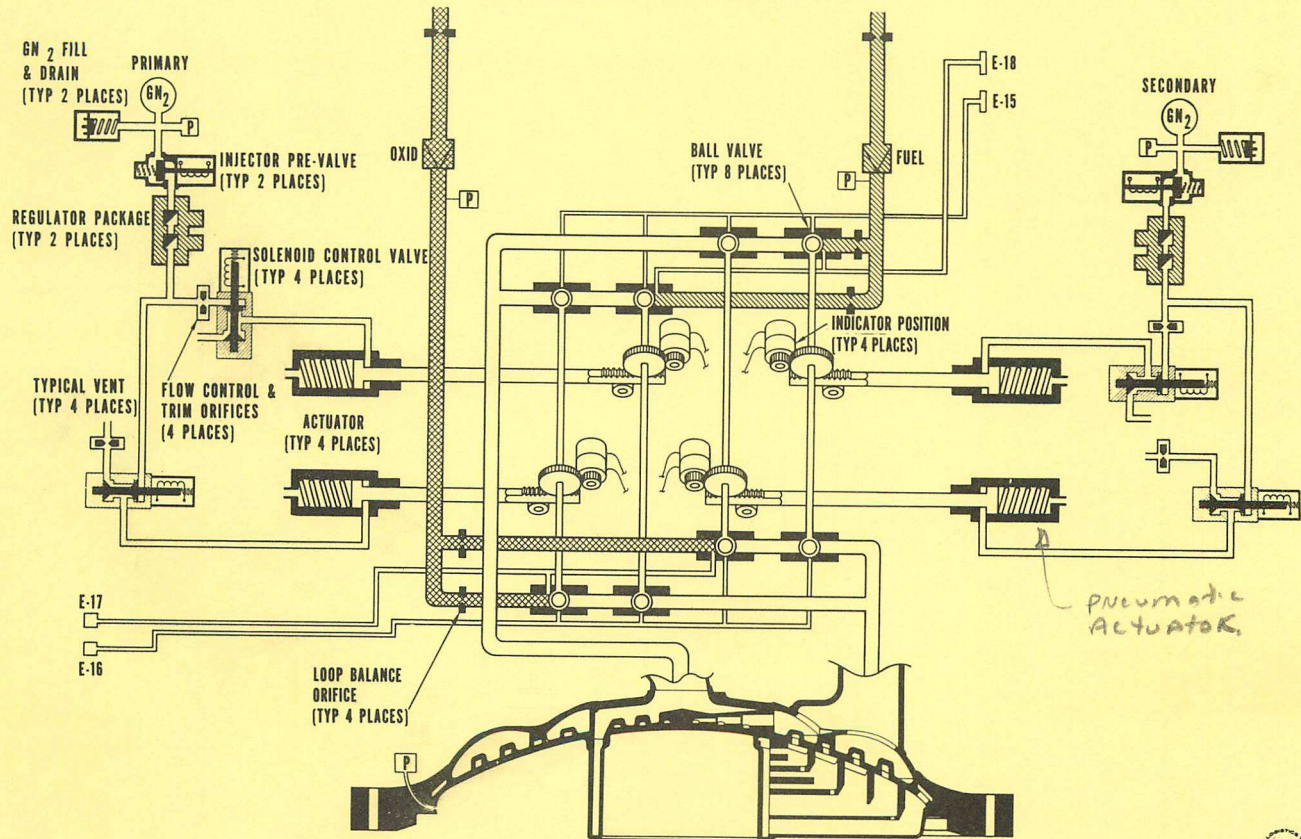 GN 2 FILL
& DRAIN
(TYP 2 PLACES)
PRIMARY
GN2
P
INJECTOR PRE-VALVE
(TYP 2 PLACES)
REGULATOR PACKAGE
(TYP 2 PLACES)
SOLENOID CONTROL VALVE
(TYP 4 PLACES)
TYPICAL VENT
(TYP 4 PLACES)
FLOW CONTROL &
TRIM ORIFICES
(4 PLACES)
ACTUATOR
(TYP 4 PLACES)
OXID
P
BALL VALVE
(TYP 8 PLACES)
FUEL
P
E-18
E-15
SECONDARY
GN2
P
INDICATOR POSITION
(TYP 4 PLACES)
E-17
E-16
LOOP BALANCE
ORIFICE
(TYP 4 PLACES)
P
PNEUMATIC
ACTUATOR